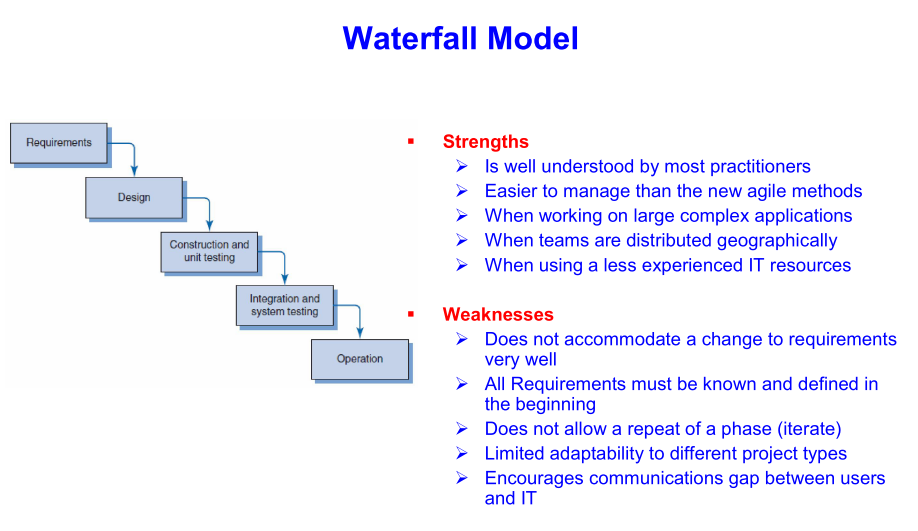 Waterfall Model
Requirements
Design
Construction and
unit testing
Integration and
system testing
Operation
Strengths
Is well understood by most practitioners
Easier to manage than the new agile methods
When working on large complex applications
When teams are distributed geographically
When using a less experienced IT resources
Weaknesses
Does not accommodate a change to requirements
very well
All Requirements must be known and defined in
the beginning
Does not allow a repeat of a phase (iterate)
Limited adaptability to different project types
Encourages communications gap between users
and IT